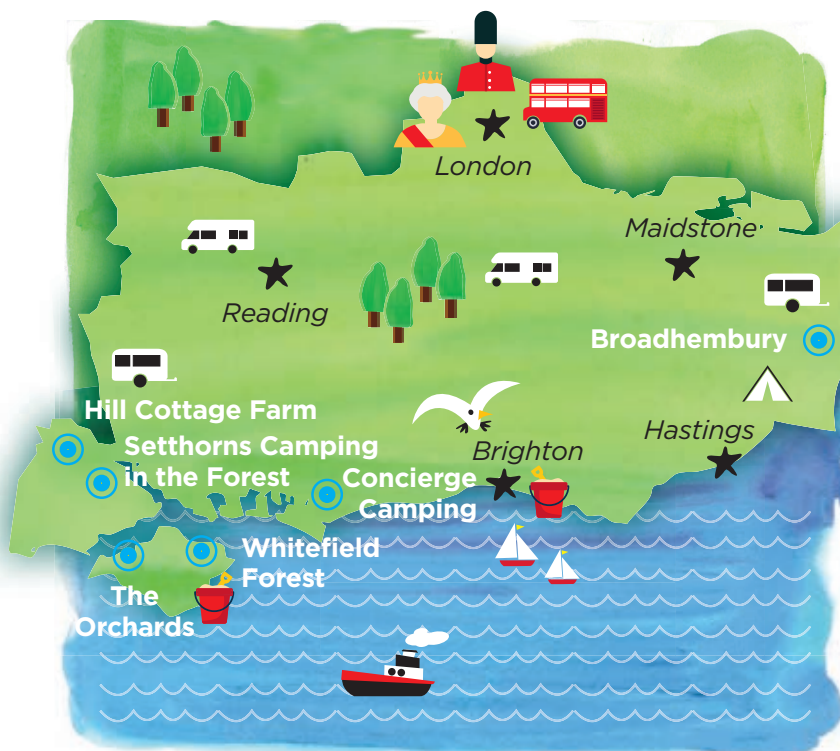 London
Maidstone
Reading
Broadhembury
Hill Cottage Farm
Setthorns Camping
in the Forest
Hastings
Brighton
Concierge
Camping
Whitefield
Forest
The
Orchards